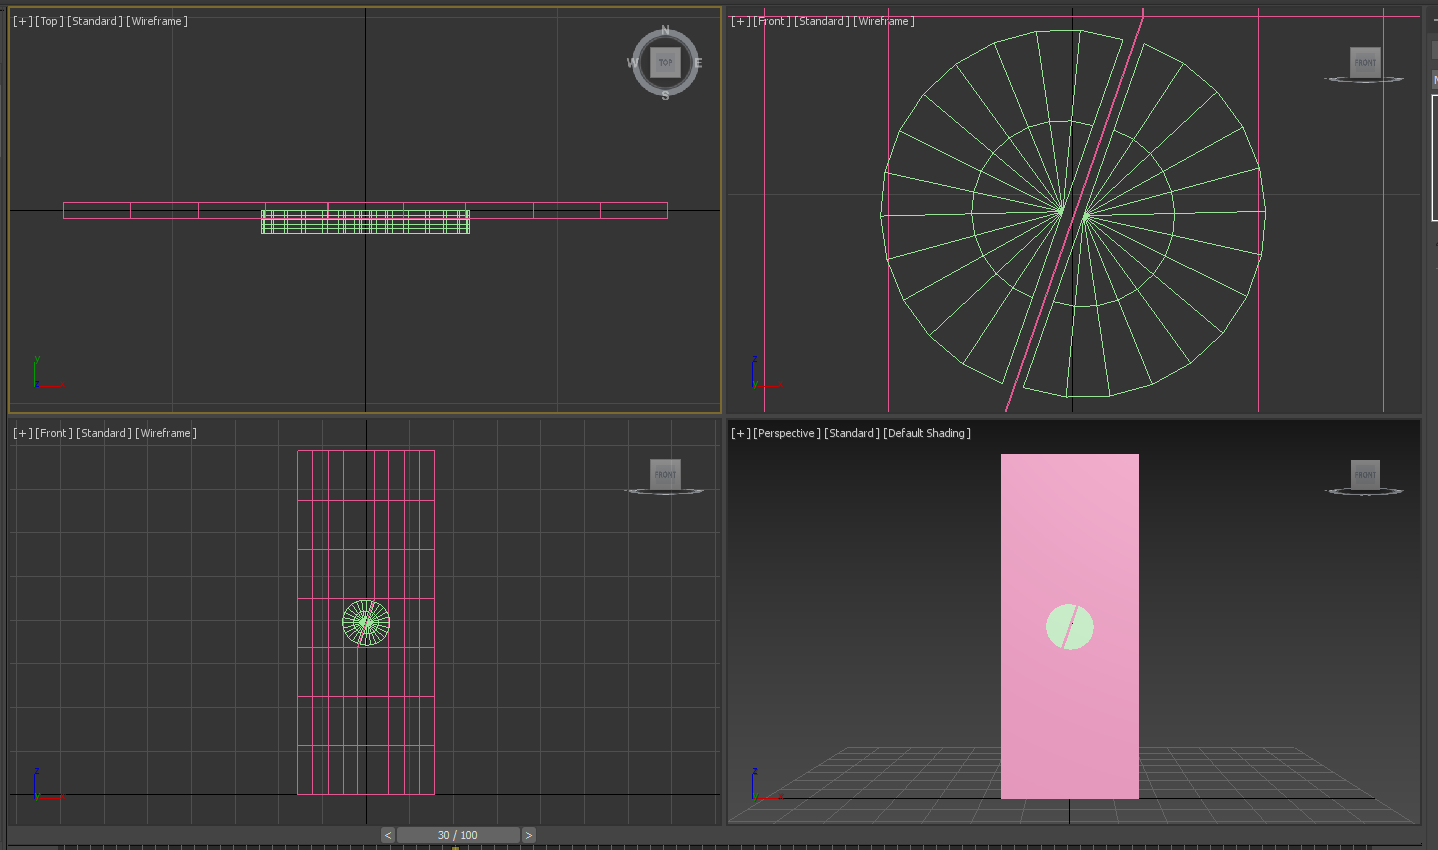 [+] [Top] [Standard] [Wireframe]
N
W TOP E
S
y
z
[+] [Front] [Standard] [Wireframe]
FRONT
z
y
[+] [Front] [Standard] [Wireframe]
FRONT
z
y
[+] [Perspective] [Standard] [Default Shading]
FRONT
z
y
< 30 / 100 >